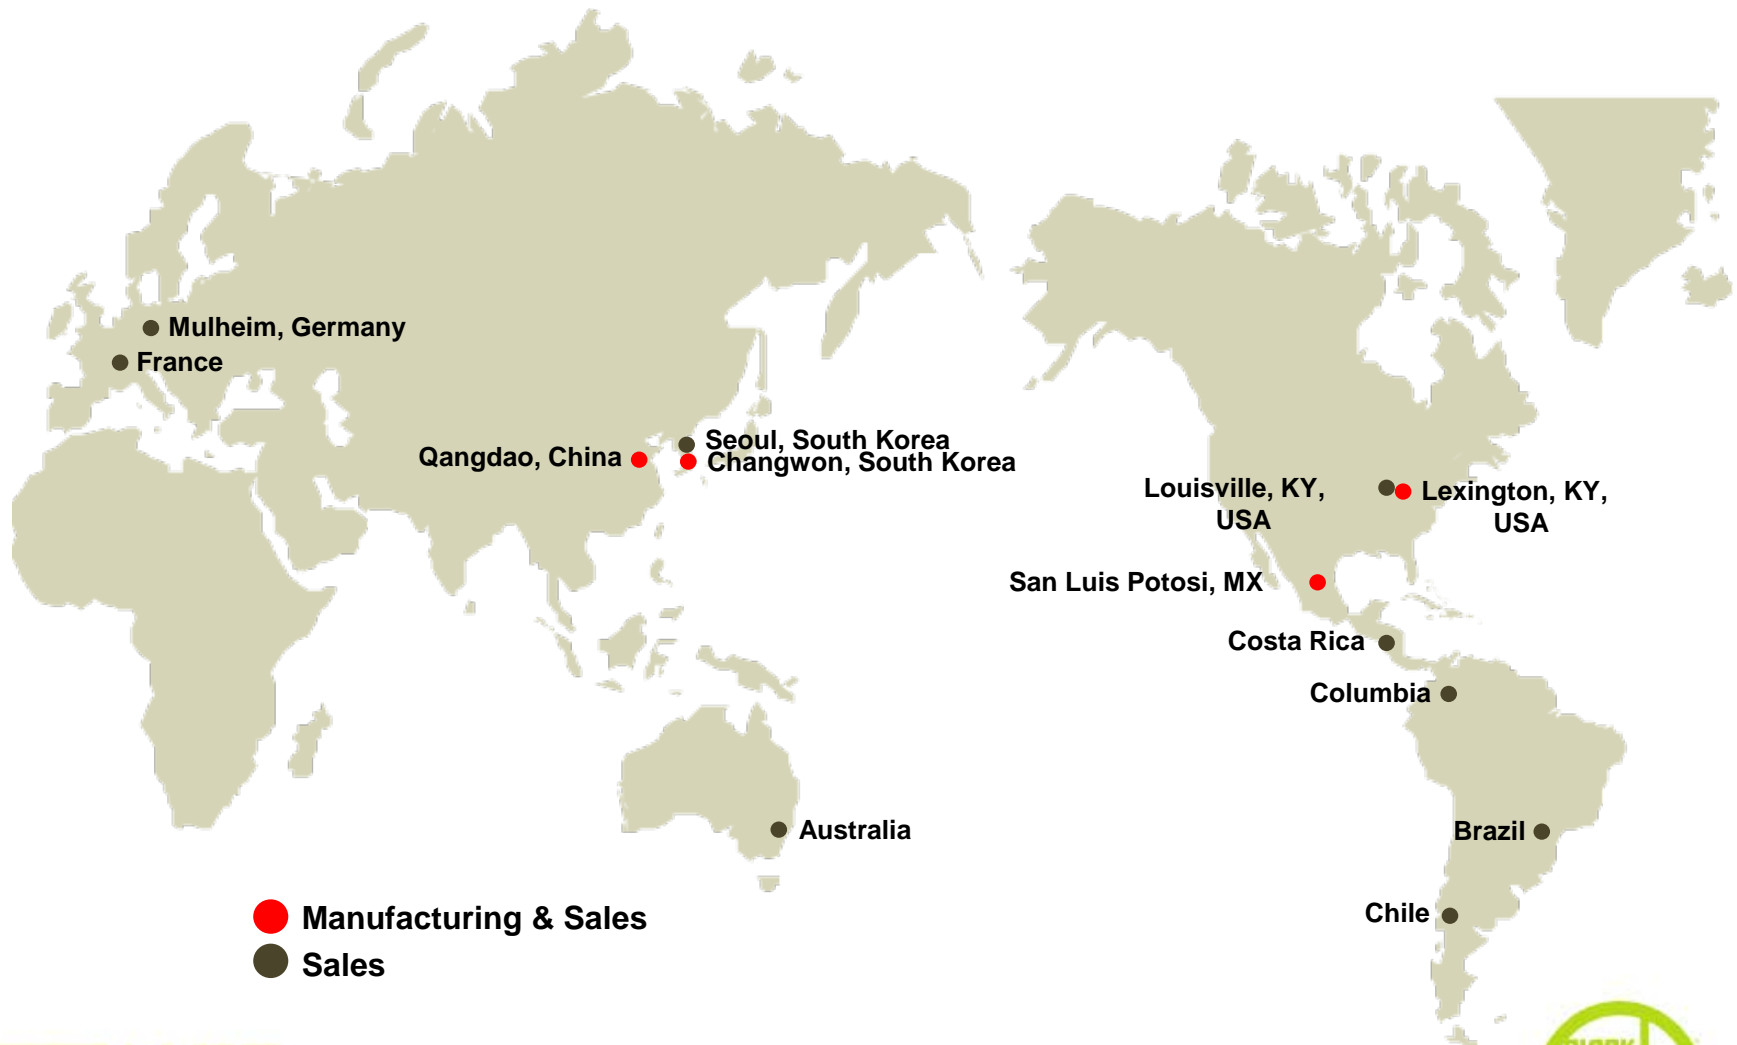 Mulheim, Germany
France
Qangdao, China
Seoul, South Korea
Changwon, South Korea
Louisville, KY,
USA
Lexington, KY,
USA
San Luis Potosi, MX
Costa Rica
Columbia
Australia
Brazil
Chile
Manufacturing & Sales
Sales